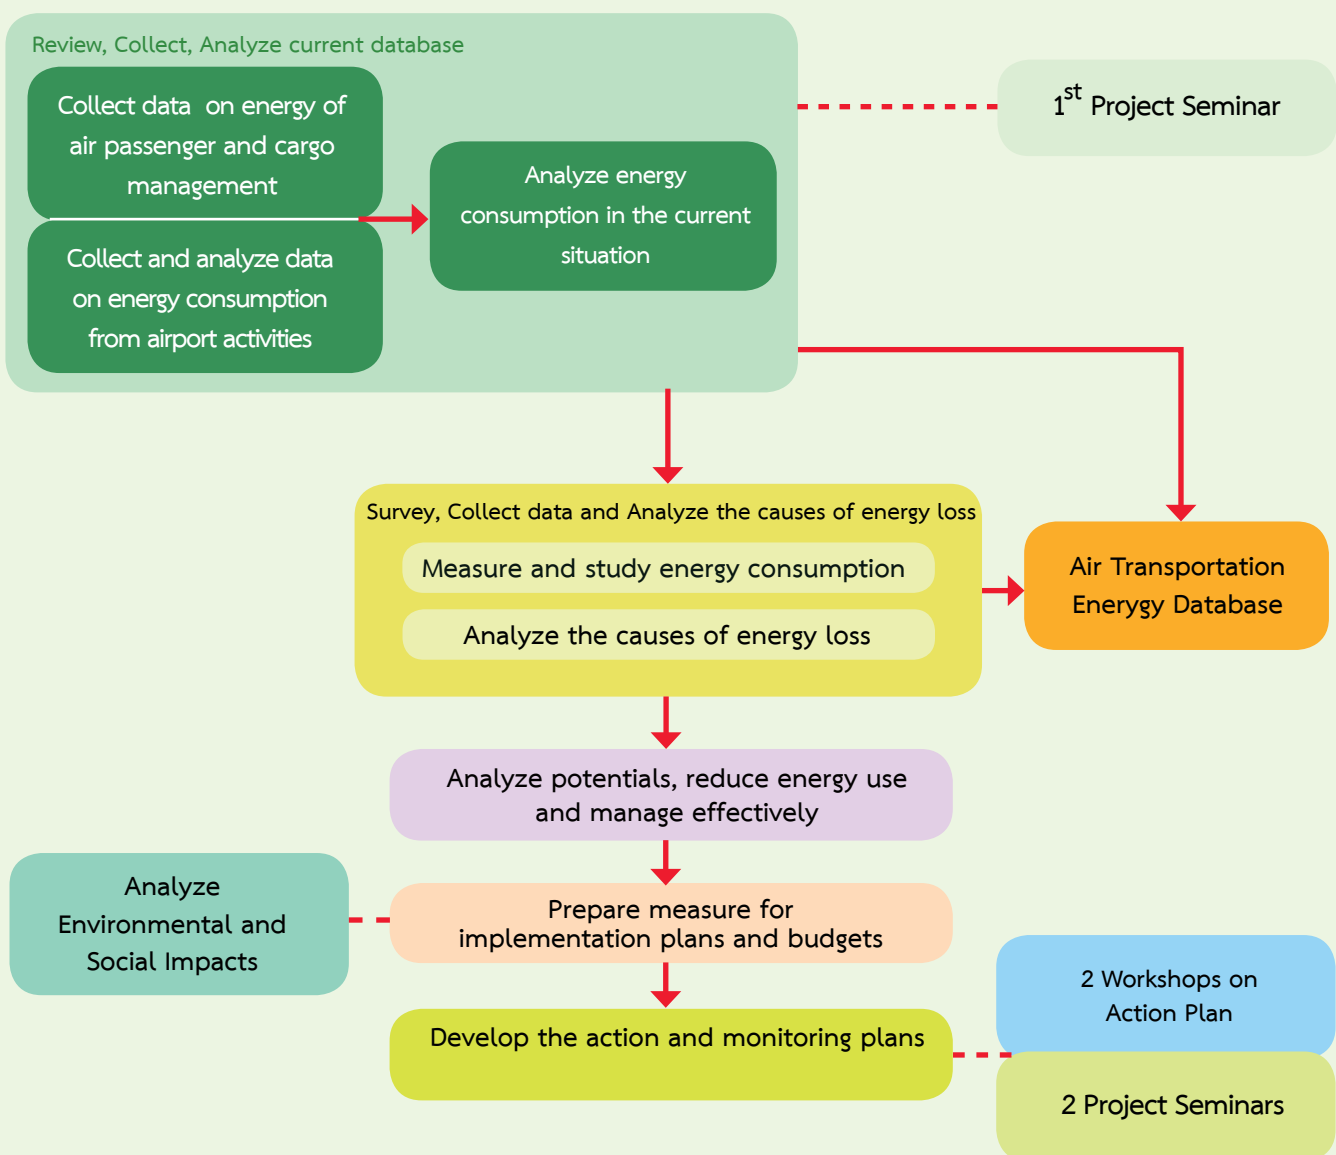 Review, Collect, Analyze current database
Collect data on energy of
air passenger and cargo
management
Collect and analyze data
on energy consumption
from airport activities
Analyze energy
consumption in the current
situation
1st Project Seminar
Survey, Collect data and Analyze the causes of energy loss
Measure and study energy consumption
Analyze the causes of energy loss
Air Transportation
Enerygy Database
Analyze potentials, reduce energy use
and manage effectively
Analyze
Environmental and
Social Impacts
Prepare measure for
implementation plans and budgets
Develop the action and monitoring plans
2 Workshops on
Action Plan
2 Project Seminars